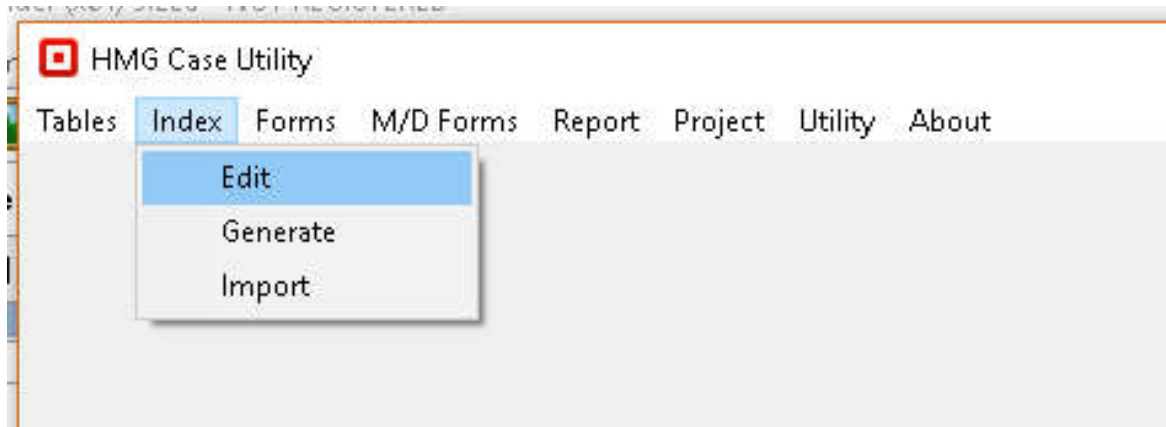 HMG Case Utility
Tables Index Forms M/D Forms Report Project Utility About
Edit
Generate
Import